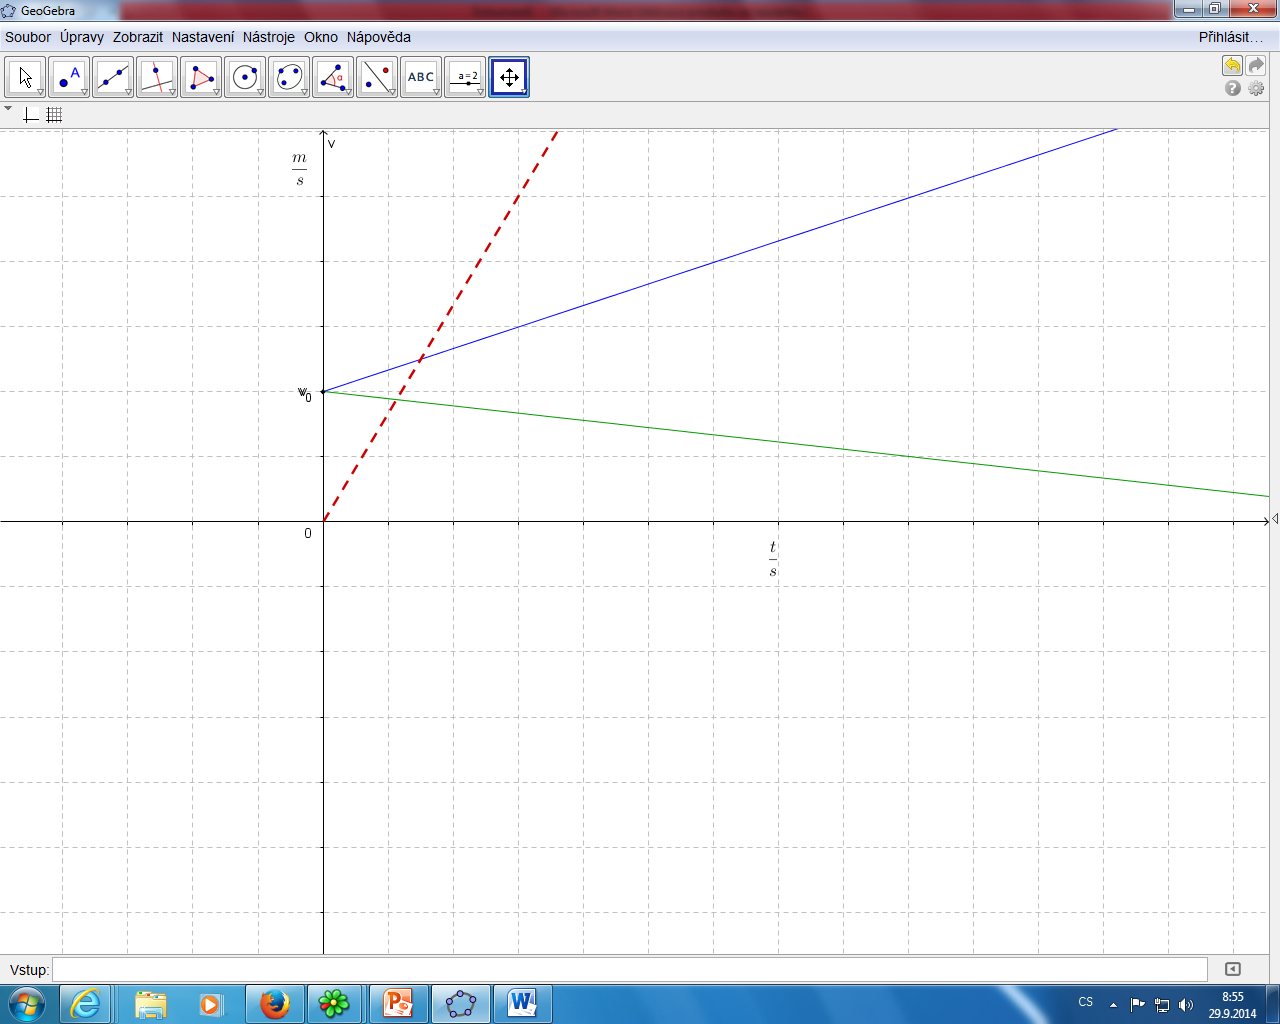 GeoGebra
Soubor Úpravy Zobrazit Nastavení Nástroje Okno Nápověda Přihlásit...
A α ABC a=2
v
m
s
v0
0
t
s
Vstup:
CS 8:55
29.9.2014